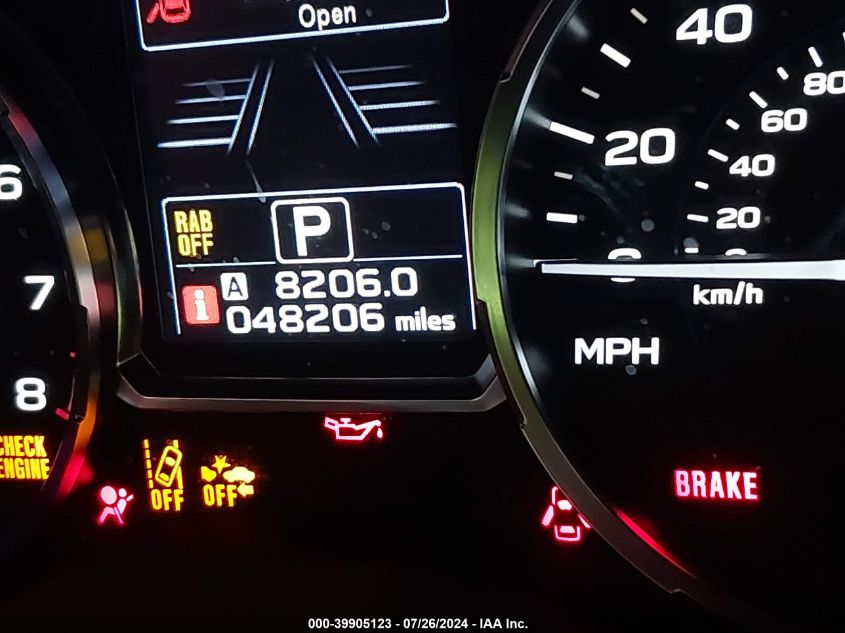 Open
RAB
OFF
P
A 8206.0
i 048206 miles
6
7
8
40
20
0
80
60
40
20
km/h
MPH
CHECK
ENGINE
OFF
OFF
BRAKE
000-39905123 - 07/26/2024 - IAA Inc.